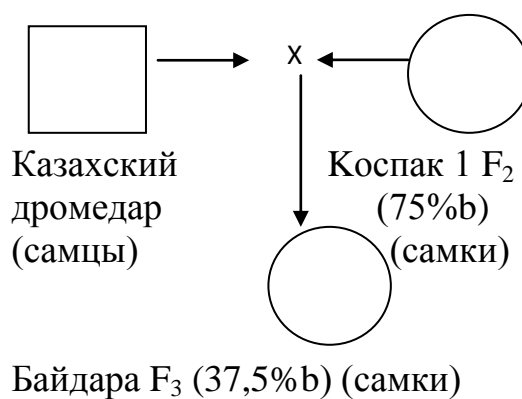 X
Казахский
дромедар
(самцы)
Коспак 1 F₂
(75%b)
(самки)
Байдара F₃ (37,5%b) (самки)